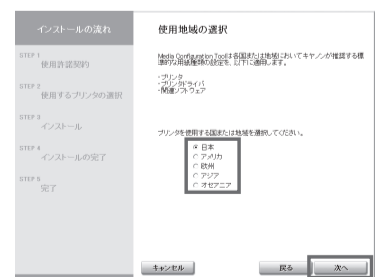 インストールの流れ
STEP 1
使用許諾契約
STEP 2
使用するプリンタの選択
STEP 3
インストール
STEP 4
インストールの完了
STEP 5
完了
使用地域の選択
Media Configuration Toolは各国または地域においてキヤノンが推奨する標
準的な用紙種類の設定を、以下に適用します。
・プリンタ
・プリンタドライバ
・関連ソフトウェア
プリンタを使用する国または地域を選択してください。
日本
アメリカ
欧州
アジア
オセアニア
キャンセル
戻る
次へ